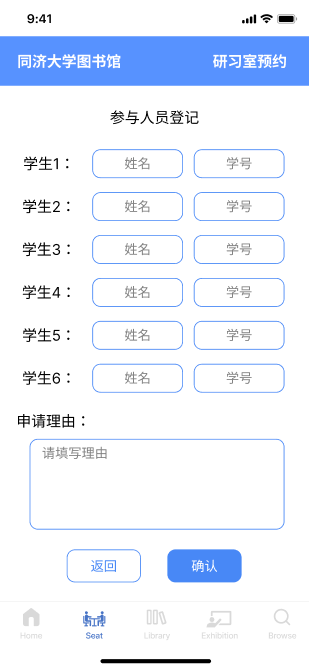 9:41
同济大学图书馆 研习室预约
参与人员登记
学生1： 姓名 学号
学生2： 姓名 学号
学生3： 姓名 学号
学生4： 姓名 学号
学生5： 姓名 学号
学生6： 姓名 学号
申请理由：
请填写理由
返回 确认
Home Seat Library Exhibition Browse